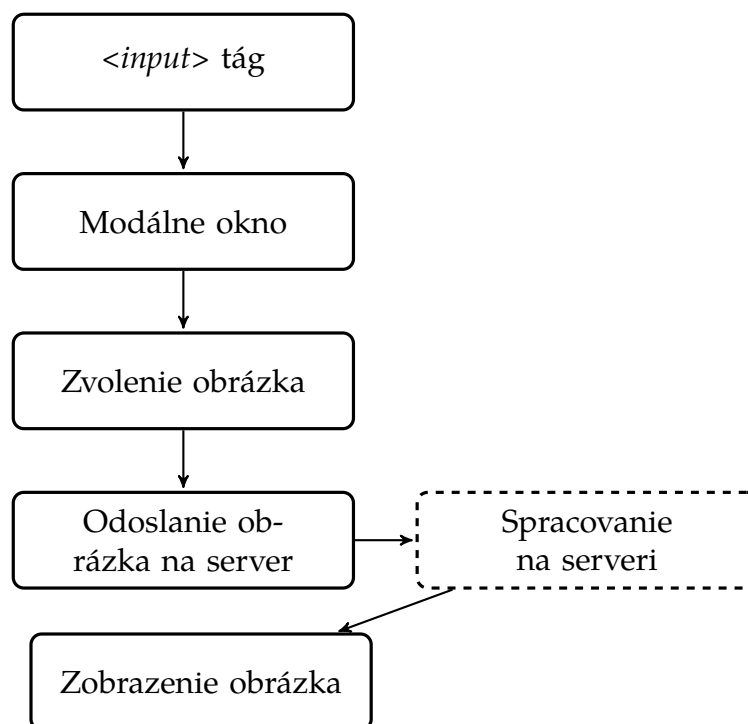 <input> tág
Modálne okno
Zvolenie obrázka
Odoslanie ob-
rázka na server
Spracovanie
na serveri
Zobrazenie obrázka